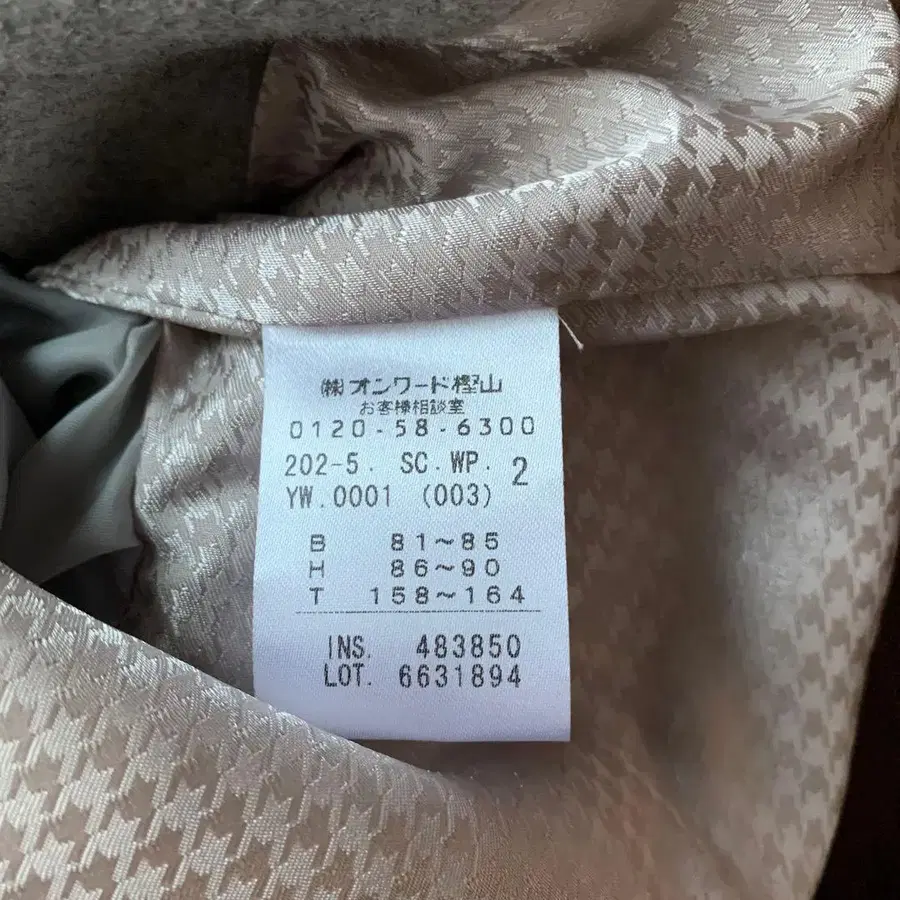 ㈱オンワード樫山
お客様相談室
0120-58-6300
202-5. SC.WP. 2
YW.0001 (003)
B 81~85
H 86~90
T 158~164
INS. 483850
LOT. 6631894